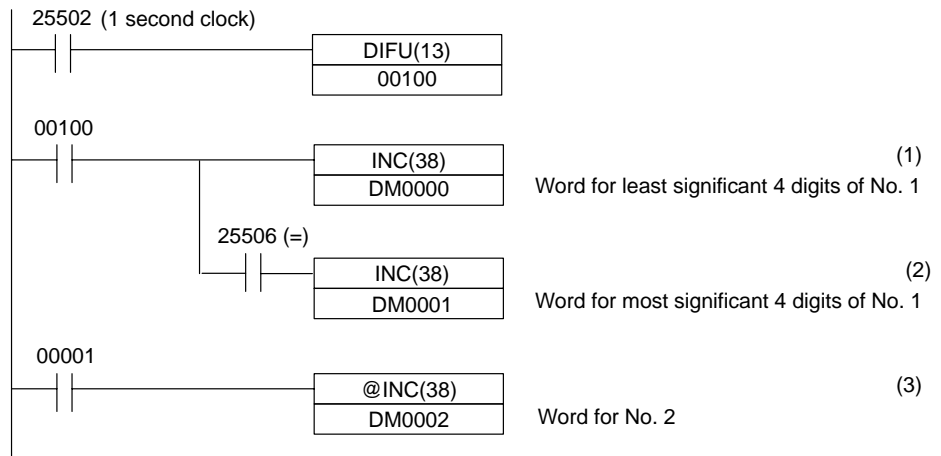 25502 (1 second clock)
DIFU(13)
00100
00100
INC(38)
(1)
DM0000
Word for least significant 4 digits of No. 1
25506 (=)
INC(38)
(2)
DM0001
Word for most significant 4 digits of No. 1
00001
@INC(38)
(3)
DM0002
Word for No. 2